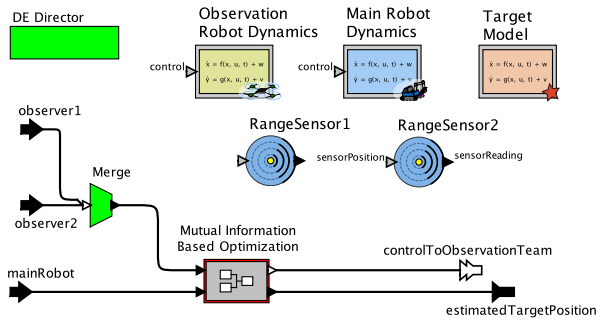 DE Director
Observation
Robot Dynamics
Main Robot
Dynamics
Target
Model
control
ẋ = f(x, u, t) + w
ẏ = g(x, u, t) + v
control
ẋ = f(x, u, t) + w
ẏ = g(x, u, t) + v
ẋ = f(x, u, t) + w
ẏ = g(x, u, t) + v
observer1
RangeSensor1
RangeSensor2
sensorPosition
sensorReading
Merge
observer2
Mutual Information
Based Optimization
controlToObservationTeam
mainRobot
estimatedTargetPosition